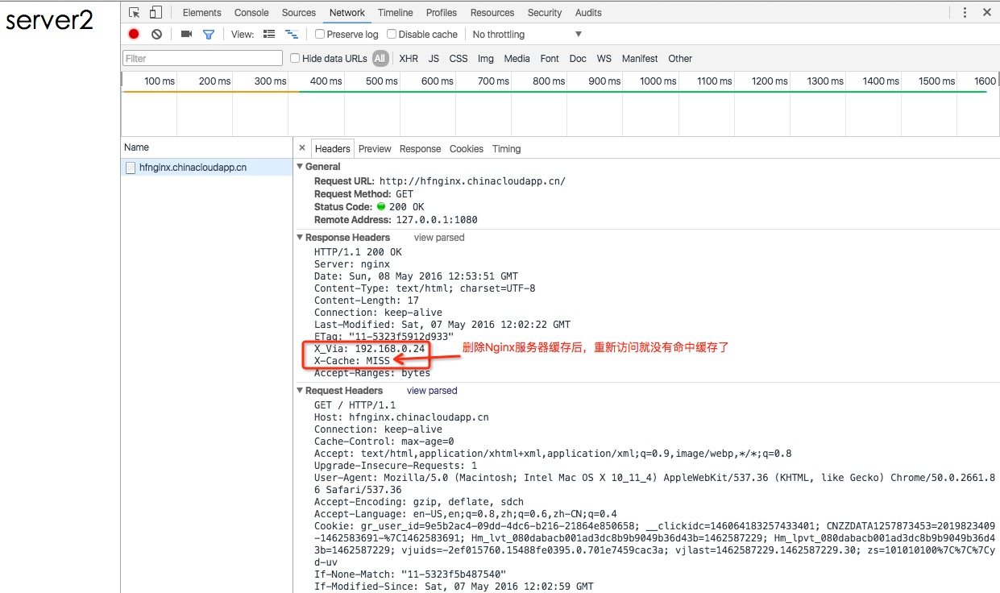 server2
Elements Console Sources Network Timeline Profiles Resources Security Audits
View: Preserve log Disable cache No throttling
Filter Hide data URLs All XHR JS CSS Img Media Font Doc WS Manifest Other
100 ms 200 ms 300 ms 400 ms 500 ms 600 ms 700 ms 800 ms 900 ms 1000 ms 1100 ms 1200 ms 1300 ms 1400 ms 1500 ms 1600
Name
hfnginx.chinacloudapp.cn
Headers Preview Response Cookies Timing
General
Request URL: http://hfnginx.chinacloudapp.cn/
Request Method: GET
Status Code: 200 OK
Remote Address: 127.0.0.1:1080
Response Headers view parsed
HTTP/1.1 200 OK
Server: nginx
Date: Sun, 08 May 2016 12:53:51 GMT
Content-Type: text/html; charset=UTF-8
Content-Length: 17
Connection: keep-alive
Last-Modified: Sat, 07 May 2016 12:02:22 GMT
ETag: "11-5323f5912d933"
X_Via: 192.168.0.24 删除Nginx服务器缓存后，重新访问就没有命中缓存了
X-Cache: MISS
Accept-Ranges: bytes
Request Headers view parsed
GET / HTTP/1.1
Host: hfnginx.chinacloudapp.cn
Connection: keep-alive
Cache-Control: max-age=0
Accept: text/html,application/xhtml+xml,application/xml;q=0.9,image/webp,*/*;q=0.8
Upgrade-Insecure-Requests: 1
User-Agent: Mozilla/5.0 (Macintosh; Intel Mac OS X 10_11_4) AppleWebKit/537.36 (KHTML, like Gecko) Chrome/50.0.2661.8
6 Safari/537.36
Accept-Encoding: gzip, deflate, sdch
Accept-Language: en-US,en;q=0.8,zh;q=0.6,zh-CN;q=0.4
Cookie: gr_user_id=9e5b2ac4-09dd-4dc6-b216-21864e850658; __clickidc=146064183257433401; CNZZDATA1257873453=2019823409
-1462583691-%7C1462583691; Hm_lvt_080dabacb001ad3dc8b9b9049b36d43b=1462587229; Hm_lpvt_080dabacb001ad3dc8b9b9049b36d4
3b=1462587229; vjuids=-2ef015760.15488fe0395.0.701e7459cac3a; vjlast=1462587229.1462587229.30; zs=101010100%7C%7C%7Cy
d-uv
If-None-Match: "11-5323f5b487540"
If-Modified-Since: Sat, 07 May 2016 12:02:59 GMT